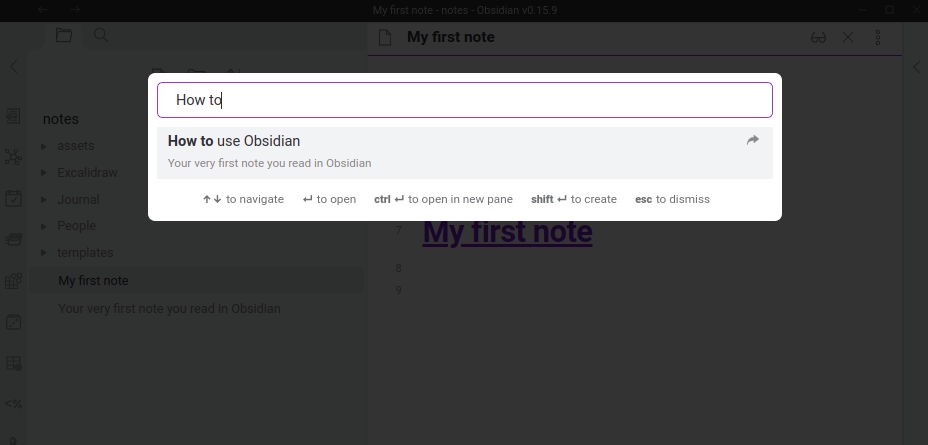 My first note - notes - Obsidian v0.15.9
My first note
How to
How to use Obsidian
Your very first note you read in Obsidian
↑↓ to navigate ↵ to open ctrl ↵ to open in new pane shift ↵ to create esc to dismiss
notes
assets
Excalidraw
Journal
People
templates
My first note
Your very first note you read in Obsidian
<%
7 My first note
8
9